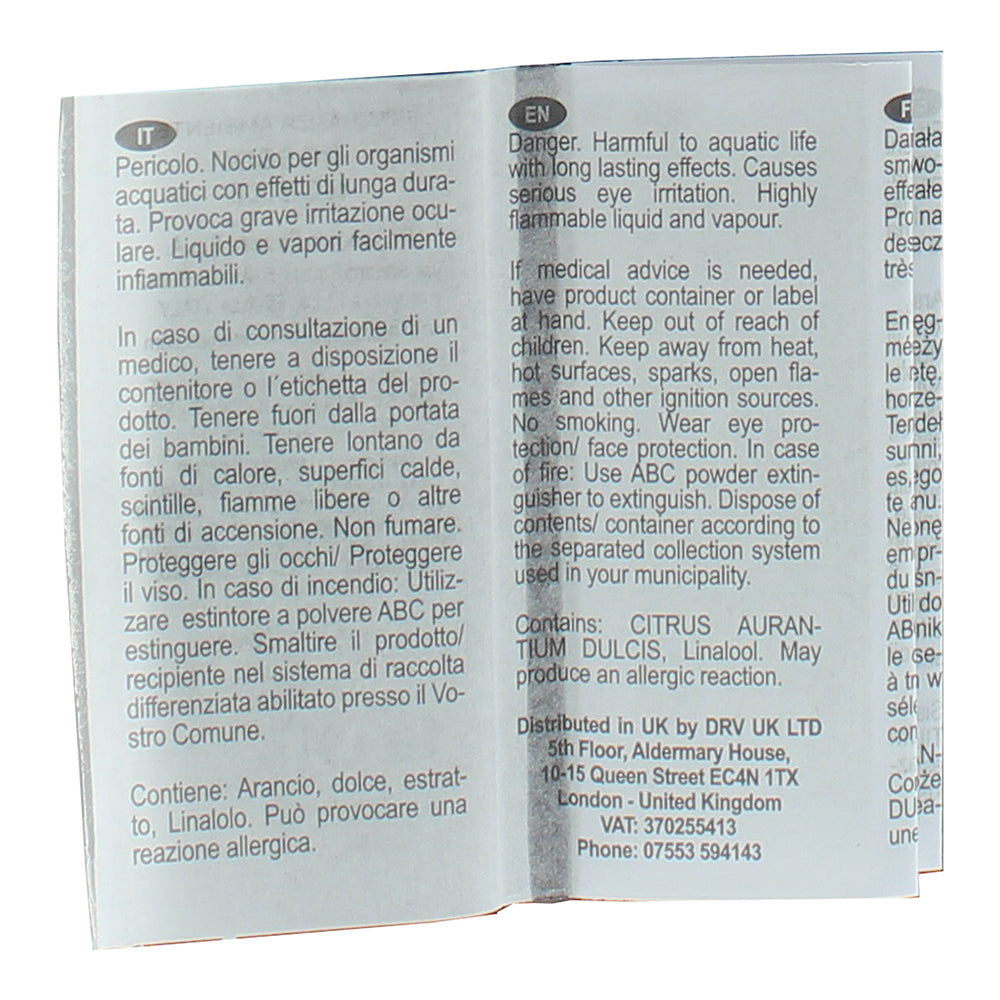 IT
Pericolo. Nocivo per gli organismi
acquatici con effetti di lunga dura-
ta. Provoca grave irritazione ocu-
lare. Liquido e vapori facilmente
infiammabili.
In caso di consultazione di un
medico, tenere a disposizione il
contenitore o l´etichetta del pro-
dotto. Tenere fuori dalla portata
dei bambini. Tenere lontano da
fonti di calore, superfici calde,
scintille, fiamme libere o altre
fonti di accensione. Non fumare.
Proteggere gli occhi/ Proteggere
il viso. In caso di incendio: Utiliz-
zare estintore a polvere ABC per
estinguere. Smaltire il prodotto/
recipiente nel sistema di raccolta
differenziata abilitato presso il Vo-
stro Comune.
Contiene: Arancio, dolce, estrat-
to, Linalolo. Può provocare una
reazione allergica.
EN
Danger. Harmful to aquatic life
with long lasting effects. Causes
serious eye irritation. Highly
flammable liquid and vapour.
If medical advice is needed,
have product container or label
at hand. Keep out of reach of
children. Keep away from heat,
hot surfaces, sparks, open fla-
mes and other ignition sources.
No smoking. Wear eye pro-
tection/ face protection. In case
of fire: Use ABC powder extin-
guisher to extinguish. Dispose of
contents/ container according to
the separated collection system
used in your municipality.
Contains: CITRUS AURAN-
TIUM DULCIS, Linalool. May
produce an allergic reaction.
Distributed in UK by DRV UK LTD
5th Floor, Aldermary House,
10-15 Queen Street EC4N 1TX
London - United Kingdom
VAT: 370255413
Phone: 07553 594143